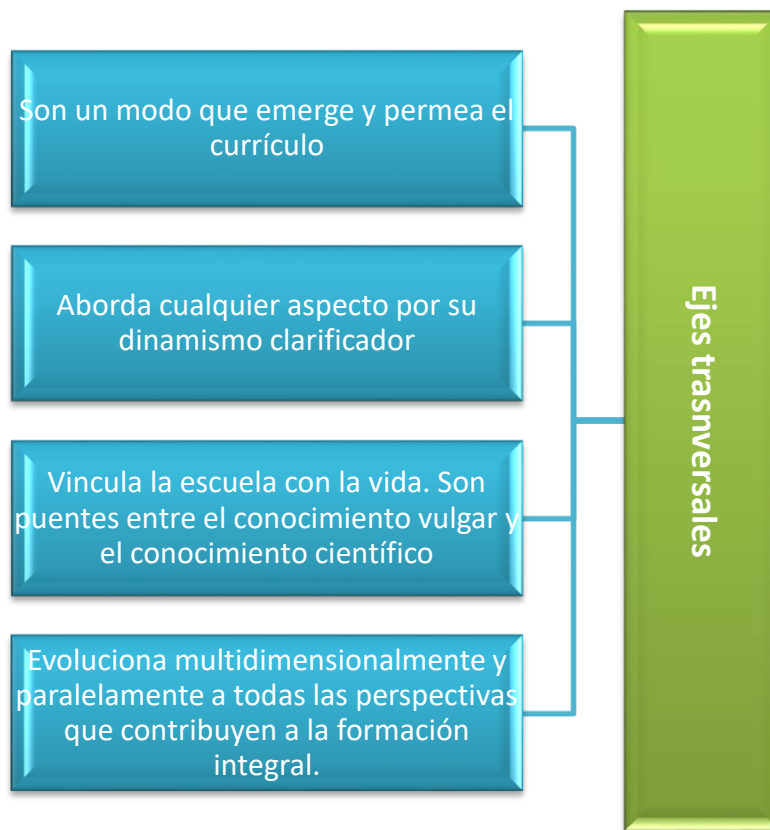 Son un modo que emerge y permea el
currículo
Aborda cualquier aspecto por su
dinamismo clarificador
Vincula la escuela con la vida. Son
puentes entre el conocimiento vulgar y
el conocimiento científico
Evoluciona multidimensionalmente y
paralelamente a todas las perspectivas
que contribuyen a la formación
integral.
Ejes trasnversales